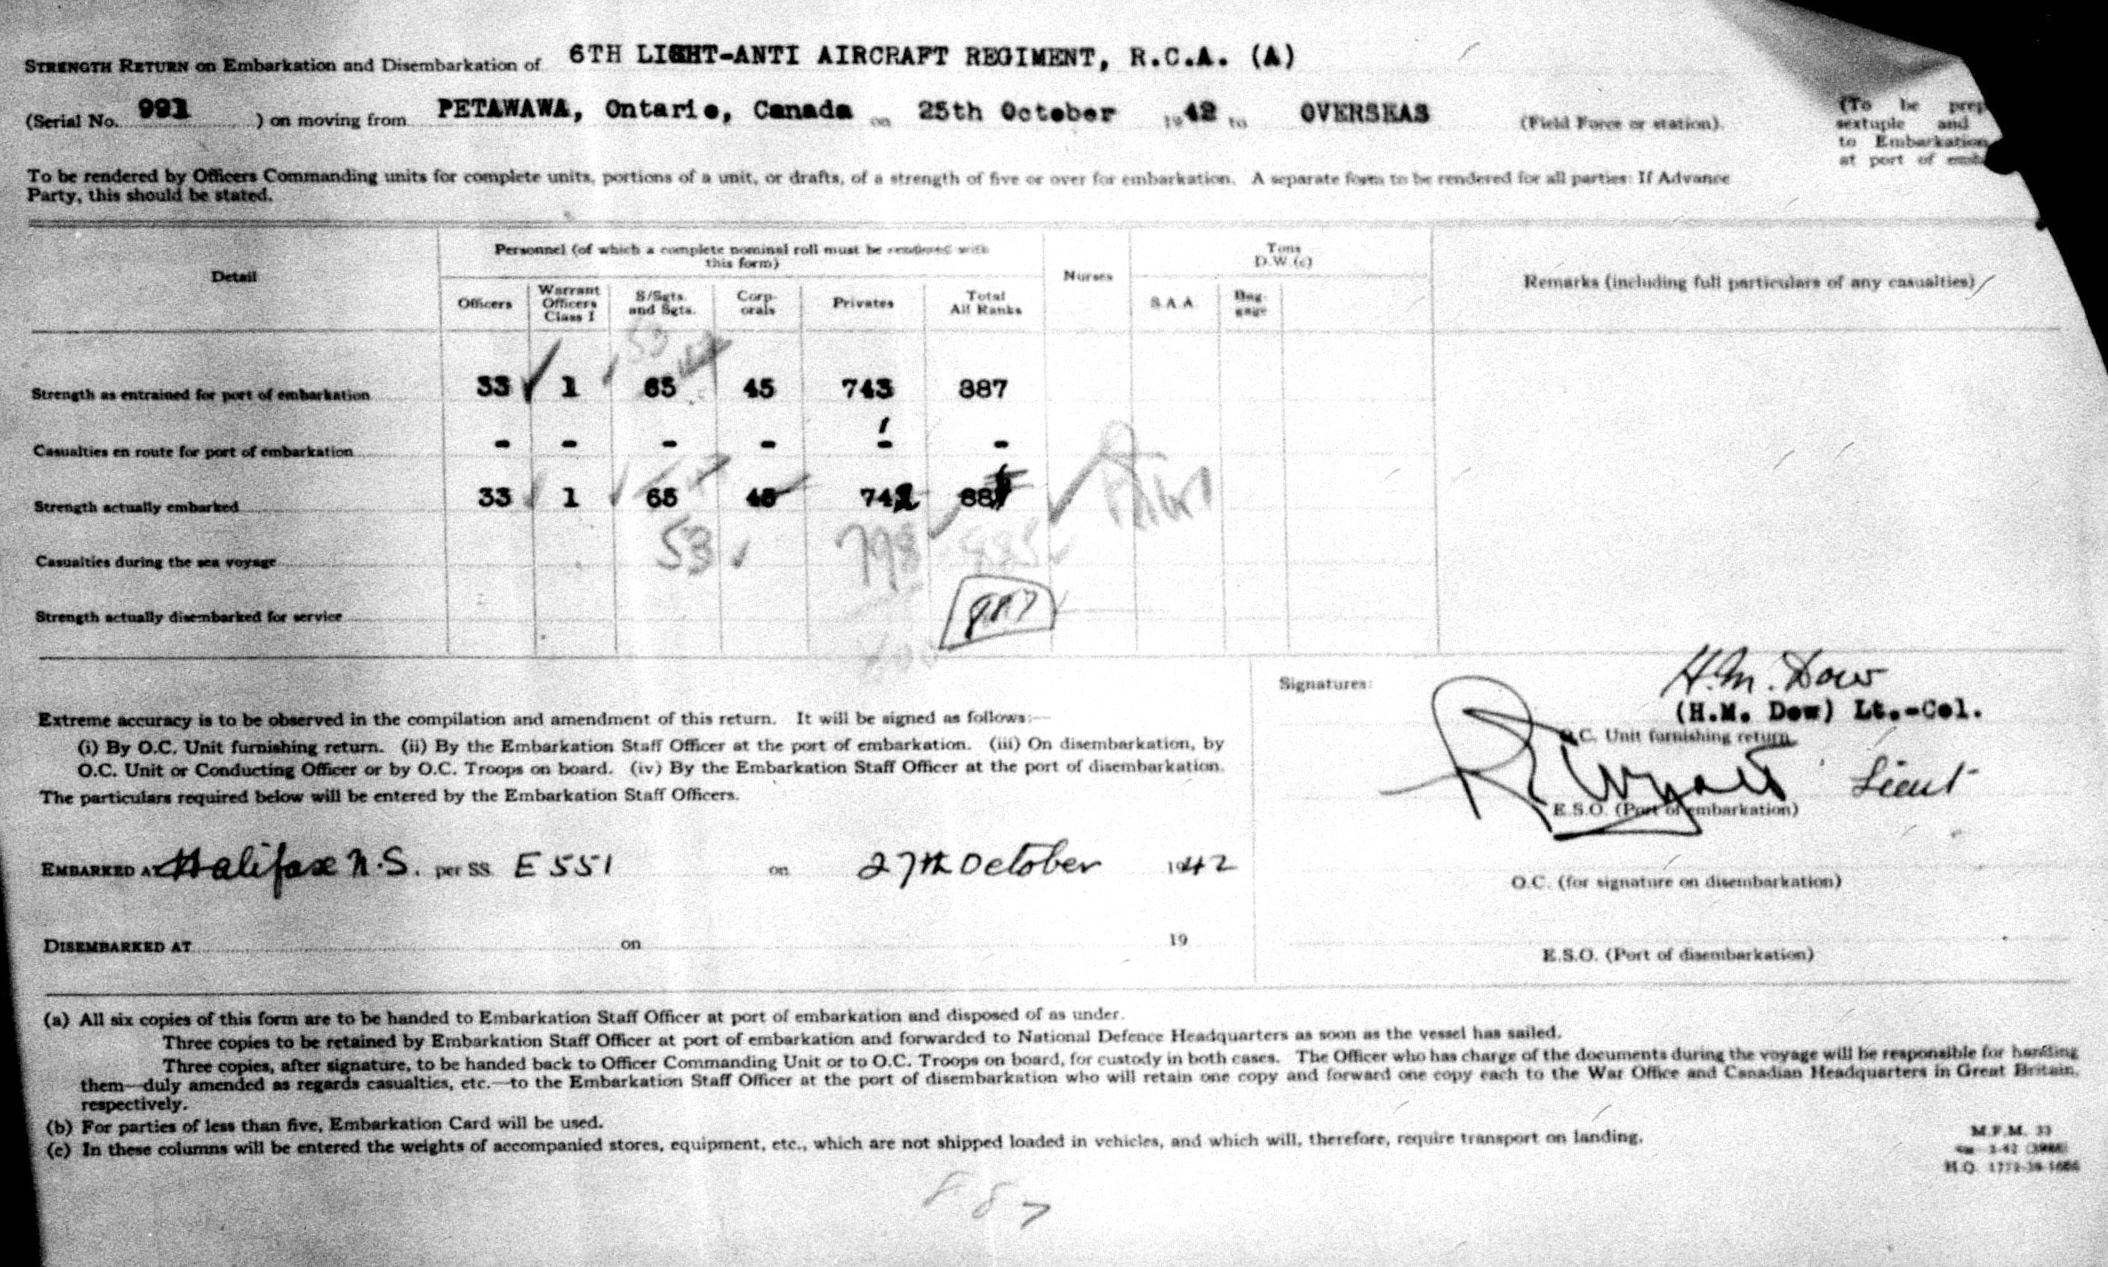 STRENGTH RETURN on Embarkation and Disembarkation of 6TH LIGHT-ANTI AIRCRAFT REGIMENT, R.C.A. (A)
(Serial No. 991 ) on moving from PETAWAWA, Ontario, Canada on 25th October 1942 to OVERSEAS (Field Force or station).
(To be prep
sextuple and
to Embarkation
at port of emb
To be rendered by Officers Commanding units for complete units, portions of a unit, or drafts, of a strength of five or over for embarkation. A separate form to be rendered for all parties: If Advance
Party, this should be stated.
Detail
Personnel (of which a complete nominal roll must be rendered with
this form)
Nurses
Tons
D.W.(c)
Remarks (including full particulars of any casualties)
Officers
Warrant
Officers
Class I
S/Sgts.
and Sgts.
Corp-
orals
Privates
Total
All Ranks
S.A.A.
Bag-
gage
53
Strength as entrained for port of embarkation 33 1 65 45 743 887
Casualties en route for port of embarkation - - - - - -
Strength actually embarked 33 1 65 45 742 88
53 798 885
Casualties during the sea voyage
Strength actually disembarked for service 887
Signatures:
H.M. Dow
(H.M. Dow) Lt.-Col.
O.C. Unit furnishing return
Lieut
E.S.O. (Port of embarkation)
O.C. (for signature on disembarkation)
E.S.O. (Port of disembarkation)
Extreme accuracy is to be observed in the compilation and amendment of this return. It will be signed as follows:—
(i) By O.C. Unit furnishing return. (ii) By the Embarkation Staff Officer at the port of embarkation. (iii) On disembarkation, by
O.C. Unit or Conducting Officer or by O.C. Troops on board. (iv) By the Embarkation Staff Officer at the port of disembarkation.
The particulars required below will be entered by the Embarkation Staff Officers.
EMBARKED AT Halifax N.S. per SS. E551 on 27th October 1942
DISEMBARKED AT on 19
(a) All six copies of this form are to be handed to Embarkation Staff Officer at port of embarkation and disposed of as under.
Three copies to be retained by Embarkation Staff Officer at port of embarkation and forwarded to National Defence Headquarters as soon as the vessel has sailed.
Three copies, after signature, to be handed back to Officer Commanding Unit or to O.C. Troops on board, for custody in both cases. The Officer who has charge of the documents during the voyage will be responsible for handing
them—duly amended as regards casualties, etc.—to the Embarkation Staff Officer at the port of disembarkation who will retain one copy and forward one copy each to the War Office and Canadian Headquarters in Great Britain,
respectively.
(b) For parties of less than five, Embarkation Card will be used.
(c) In these columns will be entered the weights of accompanied stores, equipment, etc., which are not shipped loaded in vehicles, and which will, therefore, require transport on landing.
M.F.M. 33
H.Q. 1772-39-1686
887